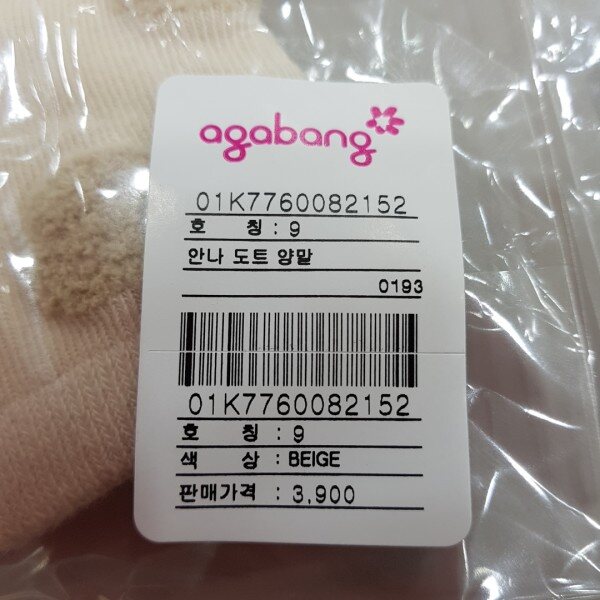 agabang
01K7760082152
호 칭 : 9
안나 도트 양말
0193
01K7760082152
호 칭 : 9
색 상 : BEIGE
판매가격 : 3,900